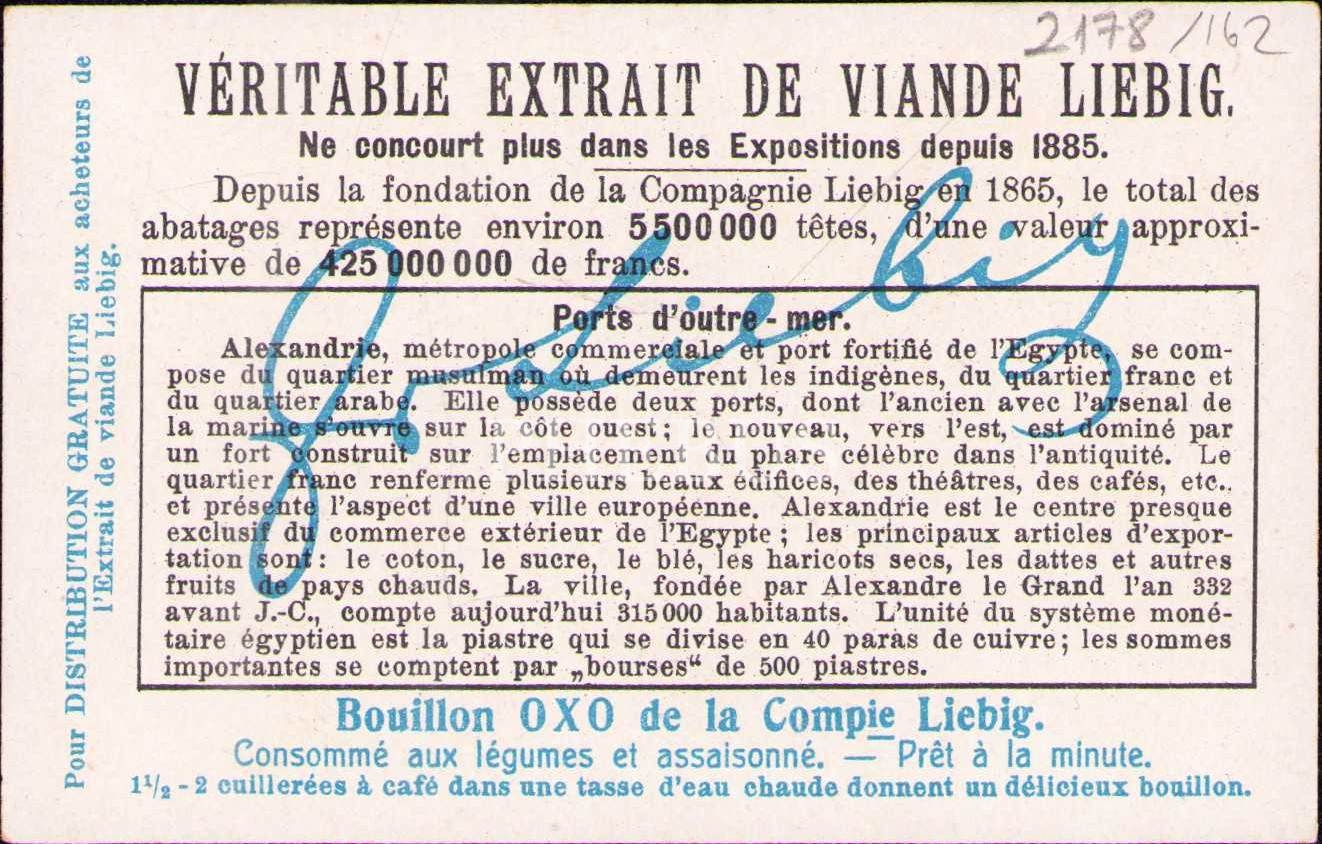 2178/162
VÉRITABLE EXTRAIT DE VIANDE LIEBIG.
Ne concourt plus dans les Expositions depuis 1885.
Depuis la fondation de la Compagnie Liebig en 1865, le total des
abatages représente environ 5500000 têtes, d'une valeur approxi-
mative de 425000000 de francs.
Ports d'outre-mer.
Alexandrie, métropole commerciale et port fortifié de l'Egypte, se com-
pose du quartier musulman où demeurent les indigènes, du quartier franc et
du quartier arabe. Elle possède deux ports, dont l'ancien avec l'arsenal de
la marine s'ouvre sur la côte ouest; le nouveau, vers l'est, est dominé par
un fort construit sur l'emplacement du phare célèbre dans l'antiquité. Le
quartier franc renferme plusieurs beaux édifices, des théâtres, des cafés, etc..
et présente l'aspect d'une ville européenne. Alexandrie est le centre presque
exclusif du commerce extérieur de l'Egypte; les principaux articles d'expor-
tation sont: le coton, le sucre, le blé, les haricots secs, les dattes et autres
fruits de pays chauds. La ville, fondée par Alexandre le Grand l'an 332
avant J.-C., compte aujourd'hui 315000 habitants. L'unité du système moné-
taire égyptien est la piastre qui se divise en 40 paras de cuivre; les sommes
importantes se comptent par „bourses“ de 500 piastres.
Bouillon OXO de la Compie Liebig.
Consommé aux légumes et assaisonné. — Prêt à la minute.
1½ - 2 cuillerées à café dans une tasse d'eau chaude donnent un délicieux bouillon.
Pour DISTRIBUTION GRATUITE aux acheteurs de
l'Extrait de viande Liebig.
Liebig